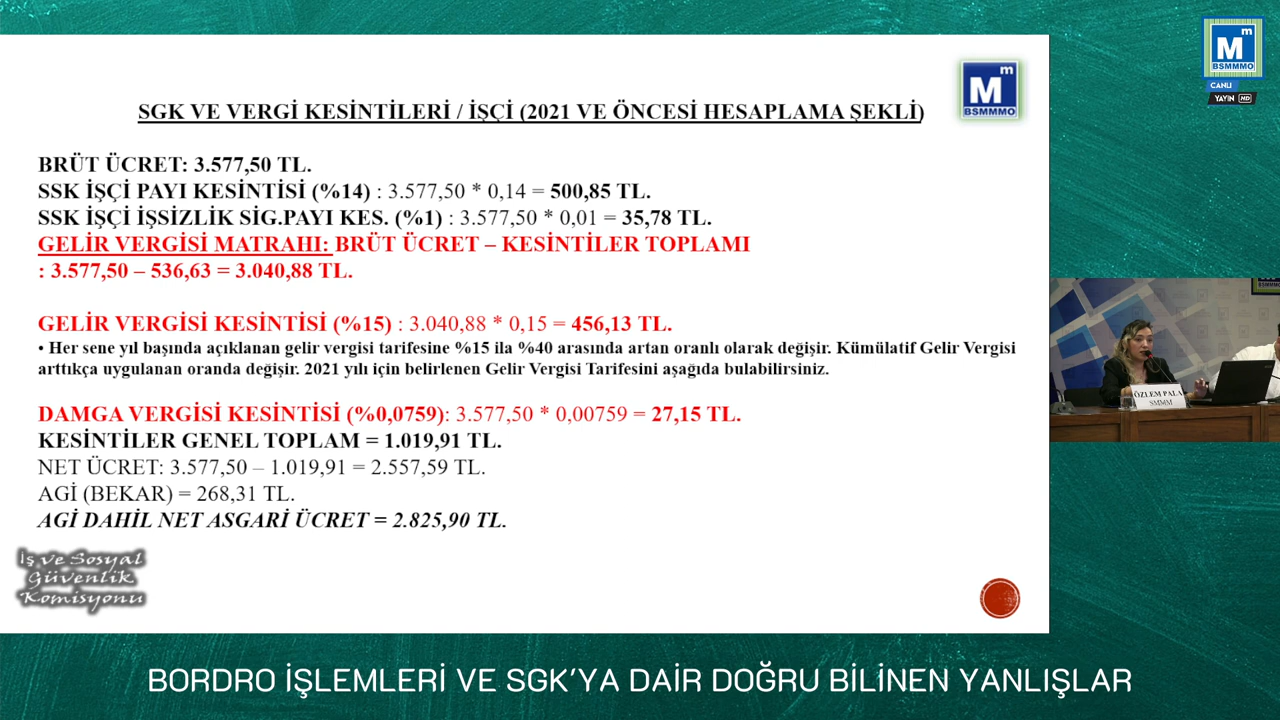 SGK VE VERGİ KESİNTİLERİ / İŞÇİ (2021 VE ÖNCESİ HESAPLAMA ŞEKLİ)
BRÜT ÜCRET: 3.577,50 TL.
SSK İŞÇİ PAYI KESİNTİSİ (%14) : 3.577,50 * 0,14 = 500,85 TL.
SSK İŞÇİ İŞSİZLİK SİG.PAYI KES. (%1) : 3.577,50 * 0,01 = 35,78 TL.
GELİR VERGİSİ MATRAHI: BRÜT ÜCRET – KESİNTİLER TOPLAMI
: 3.577,50 – 536,63 = 3.040,88 TL.
GELİR VERGİSİ KESİNTİSİ (%15) : 3.040,88 * 0,15 = 456,13 TL.
• Her sene yıl başında açıklanan gelir vergisi tarifesine %15 ila %40 arasında artan oranlı olarak değişir. Kümülatif Gelir Vergisi
arttıkça uygulanan oranda değişir. 2021 yılı için belirlenen Gelir Vergisi Tarifesini aşağıda bulabilirsiniz.
DAMGA VERGİSİ KESİNTİSİ (%0,0759): 3.577,50 * 0,00759 = 27,15 TL.
KESİNTİLER GENEL TOPLAM = 1.019,91 TL.
NET ÜCRET: 3.577,50 – 1.019,91 = 2.557,59 TL.
AGİ (BEKAR) = 268,31 TL.
AGİ DAHİL NET ASGARİ ÜCRET = 2.825,90 TL.
İş ve Sosyal
Güvenlik
Komisyonu
Mm
BSMMMO
Mm
BSMMMO
CANLI
YAYIN HD
BSMMMO
ÖZLEM PALA
SMMM
BORDRO İŞLEMLERİ VE SGK'YA DAİR DOĞRU BİLİNEN YANLIŞLAR